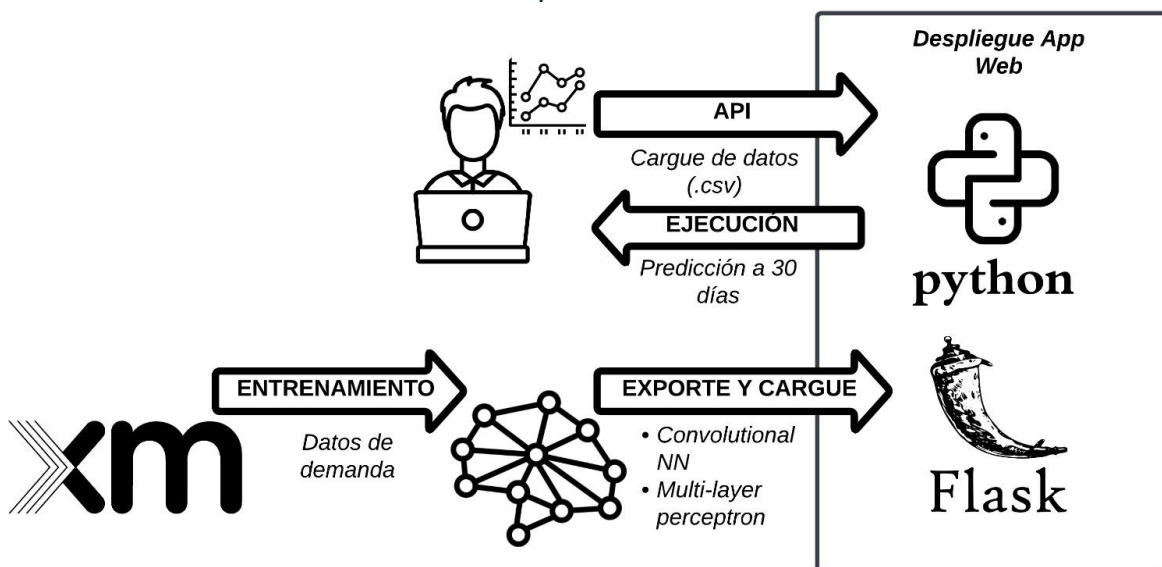 Despliegue App
Web
API
Cargue de datos
(.csv)
EJECUCIÓN
Predicción a 30
días
python
ENTRENAMIENTO
Datos de
demanda
EXPORTE Y CARGUE
• Convolutional
NN
• Multi-layer
perceptron
xm
Flask